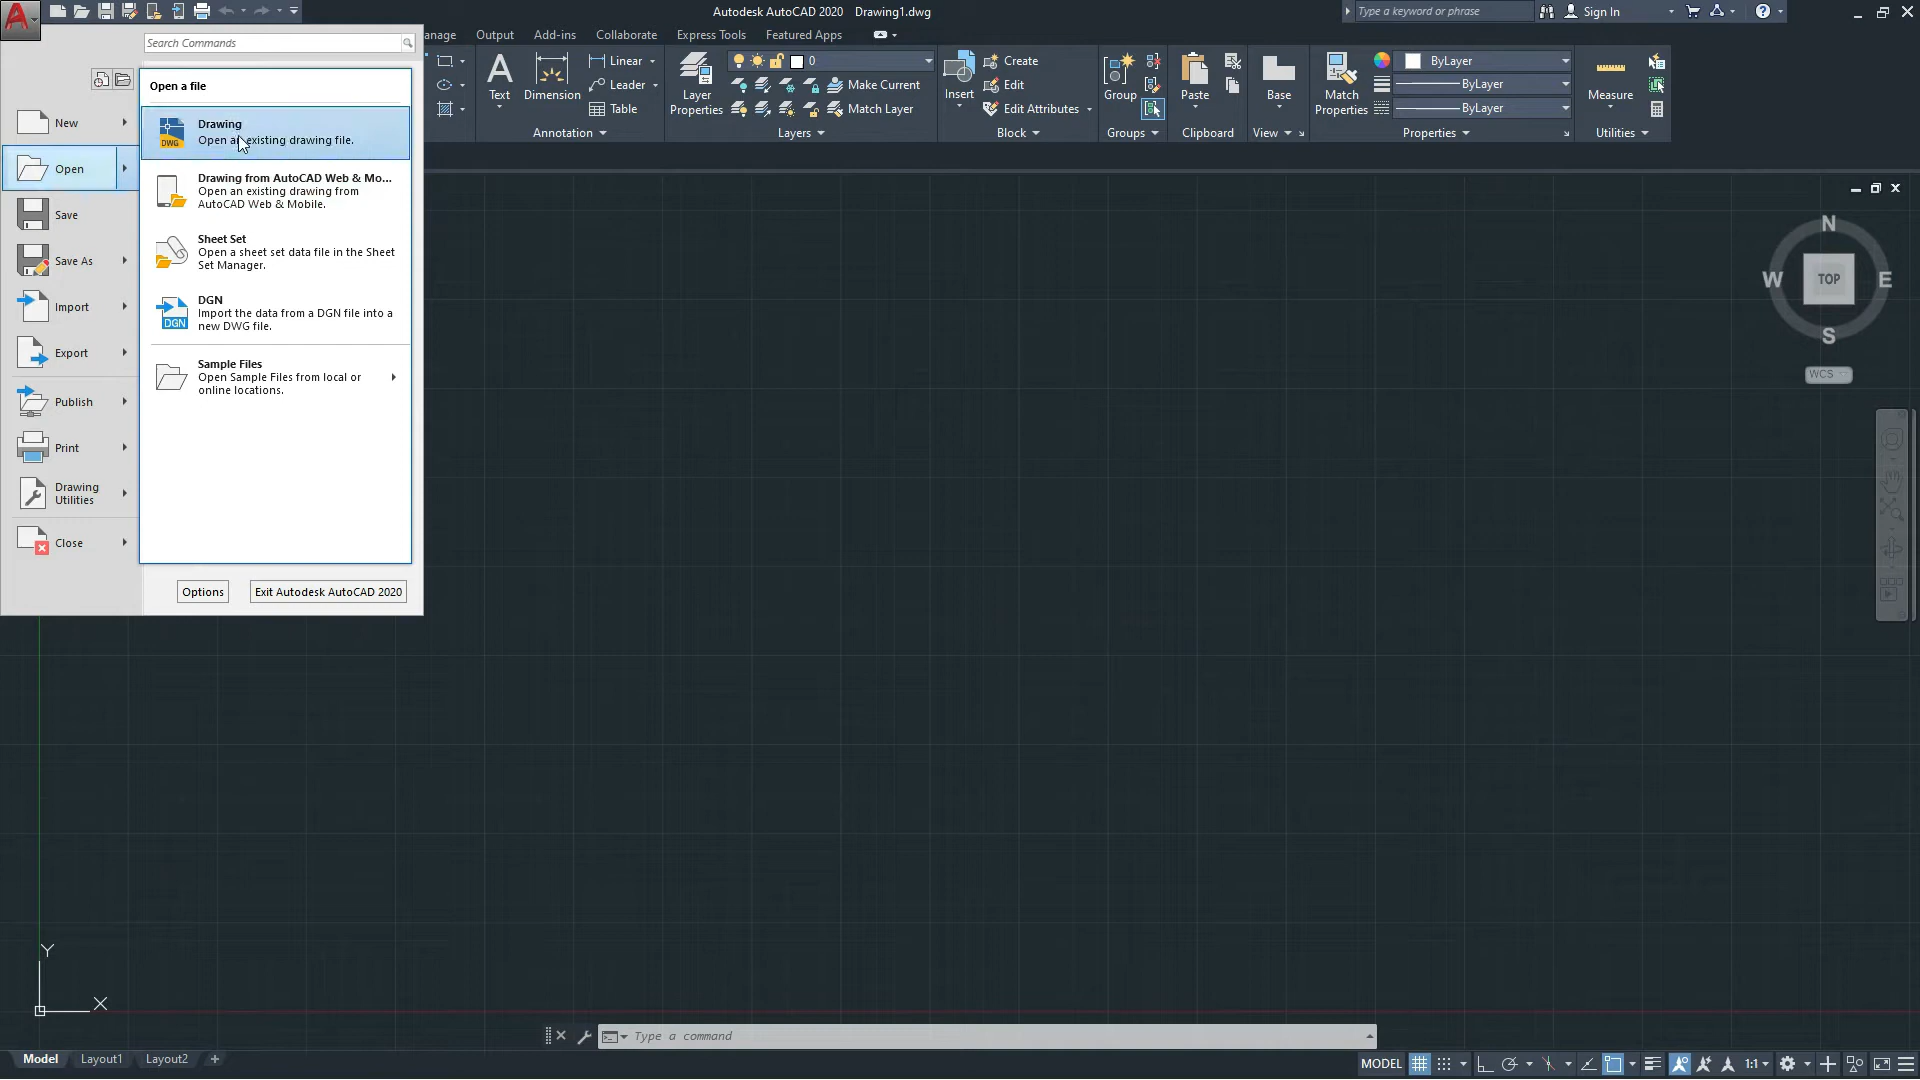 Autodesk AutoCAD 2020 Drawing1.dwg
Type a keyword or phrase
Sign In
Search Commands
anage Output Add-ins Collaborate Express Tools Featured Apps
Open a file
New
Drawing
Open an existing drawing file.
Open
Drawing from AutoCAD Web & Mo...
Open an existing drawing from
AutoCAD Web & Mobile.
Save
Sheet Set
Open a sheet set data file in the Sheet
Set Manager.
Save As
DGN
DGN
Import the data from a DGN file into a
new DWG file.
Import
Export
Sample Files
Open Sample Files from local or
online locations.
Publish
Print
Drawing
Utilities
Close
DWG
Options
Exit Autodesk AutoCAD 2020
Text
Dimension
Linear
Leader
Table
Annotation
Layer
Properties
0
Make Current
Match Layer
Layers
Insert
Create
Edit
Edit Attributes
Block
Group
Groups
Paste
Clipboard
Base
View
Match
Properties
ByLayer
ByLayer
ByLayer
Properties
Measure
Utilities
N
W TOP E
S
WCS
Y
X
Type a command
Model Layout1 Layout2
MODEL
1:1